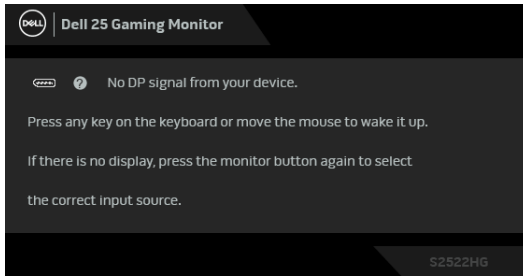 DELL Dell 25 Gaming Monitor
? No DP signal from your device.
Press any key on the keyboard or move the mouse to wake it up.
If there is no display, press the monitor button again to select
the correct input source.
S2522HG